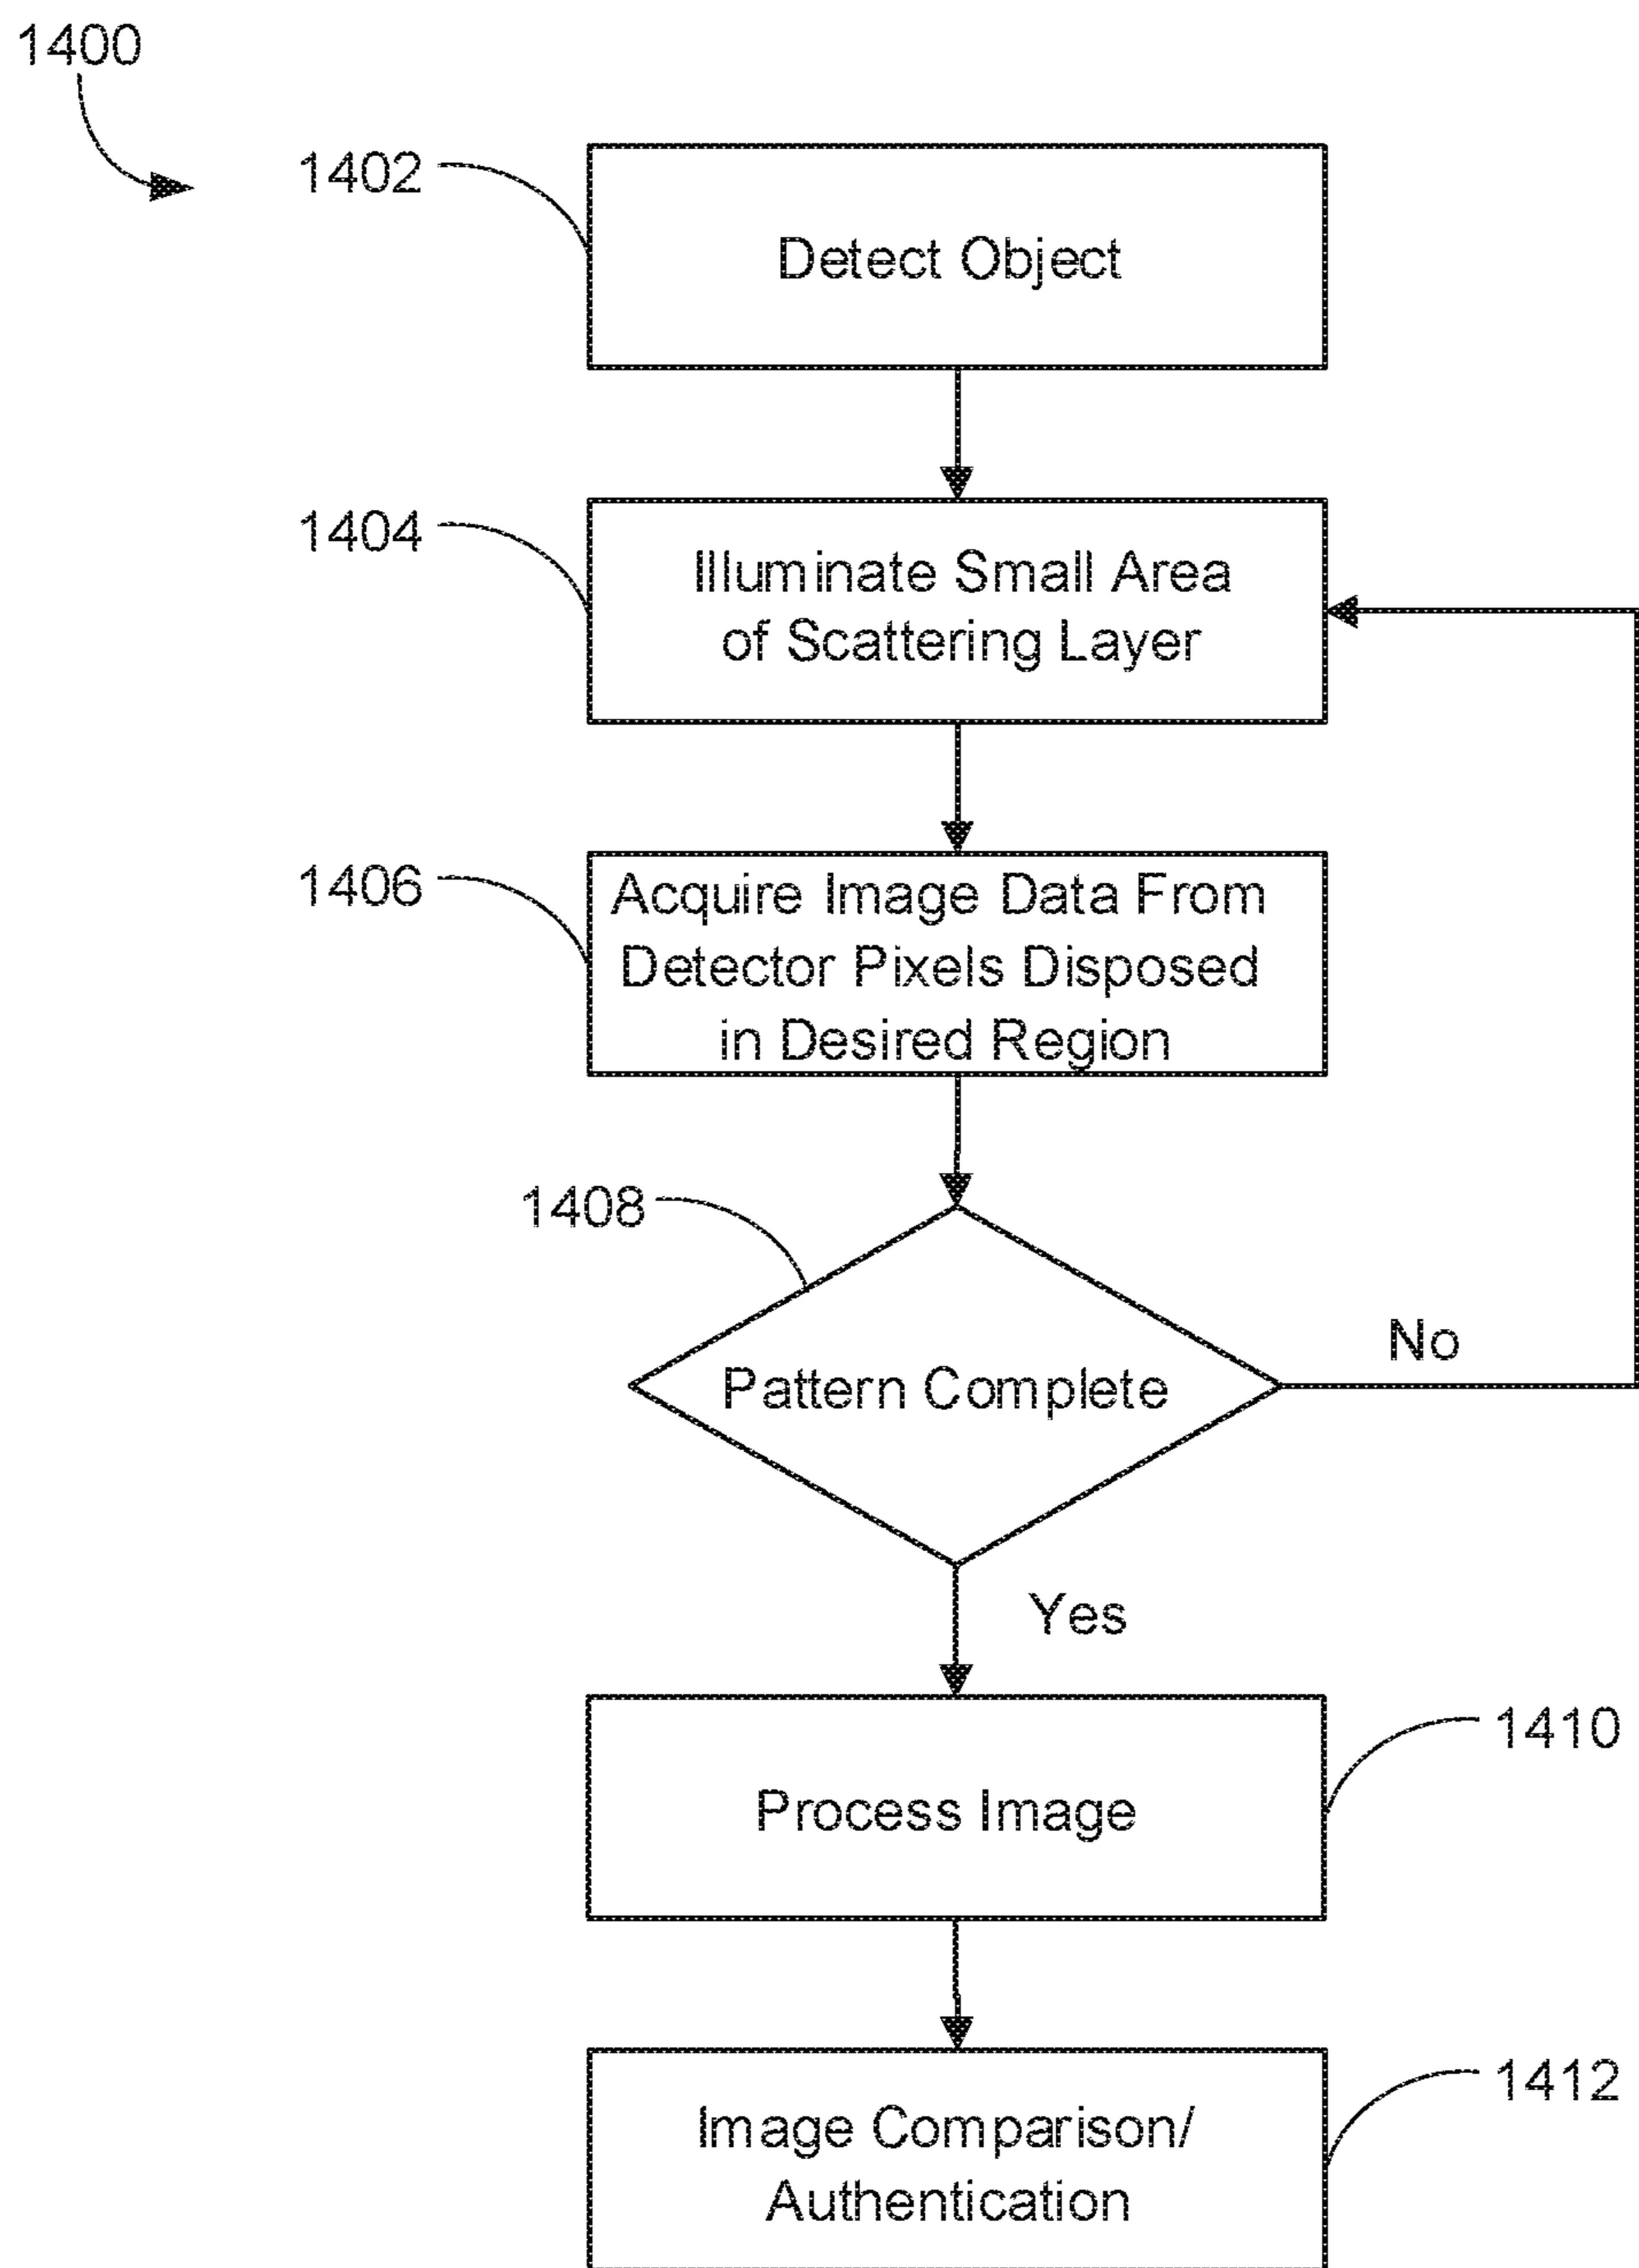 1400
1402
Detect Object
1404
Illuminate Small Area
of Scattering Layer
1406
Acquire Image Data From
Detector Pixels Disposed
in Desired Region
1408
Pattern Complete
No
Yes
1410
Process Image
1412
Image Comparison/
Authentication